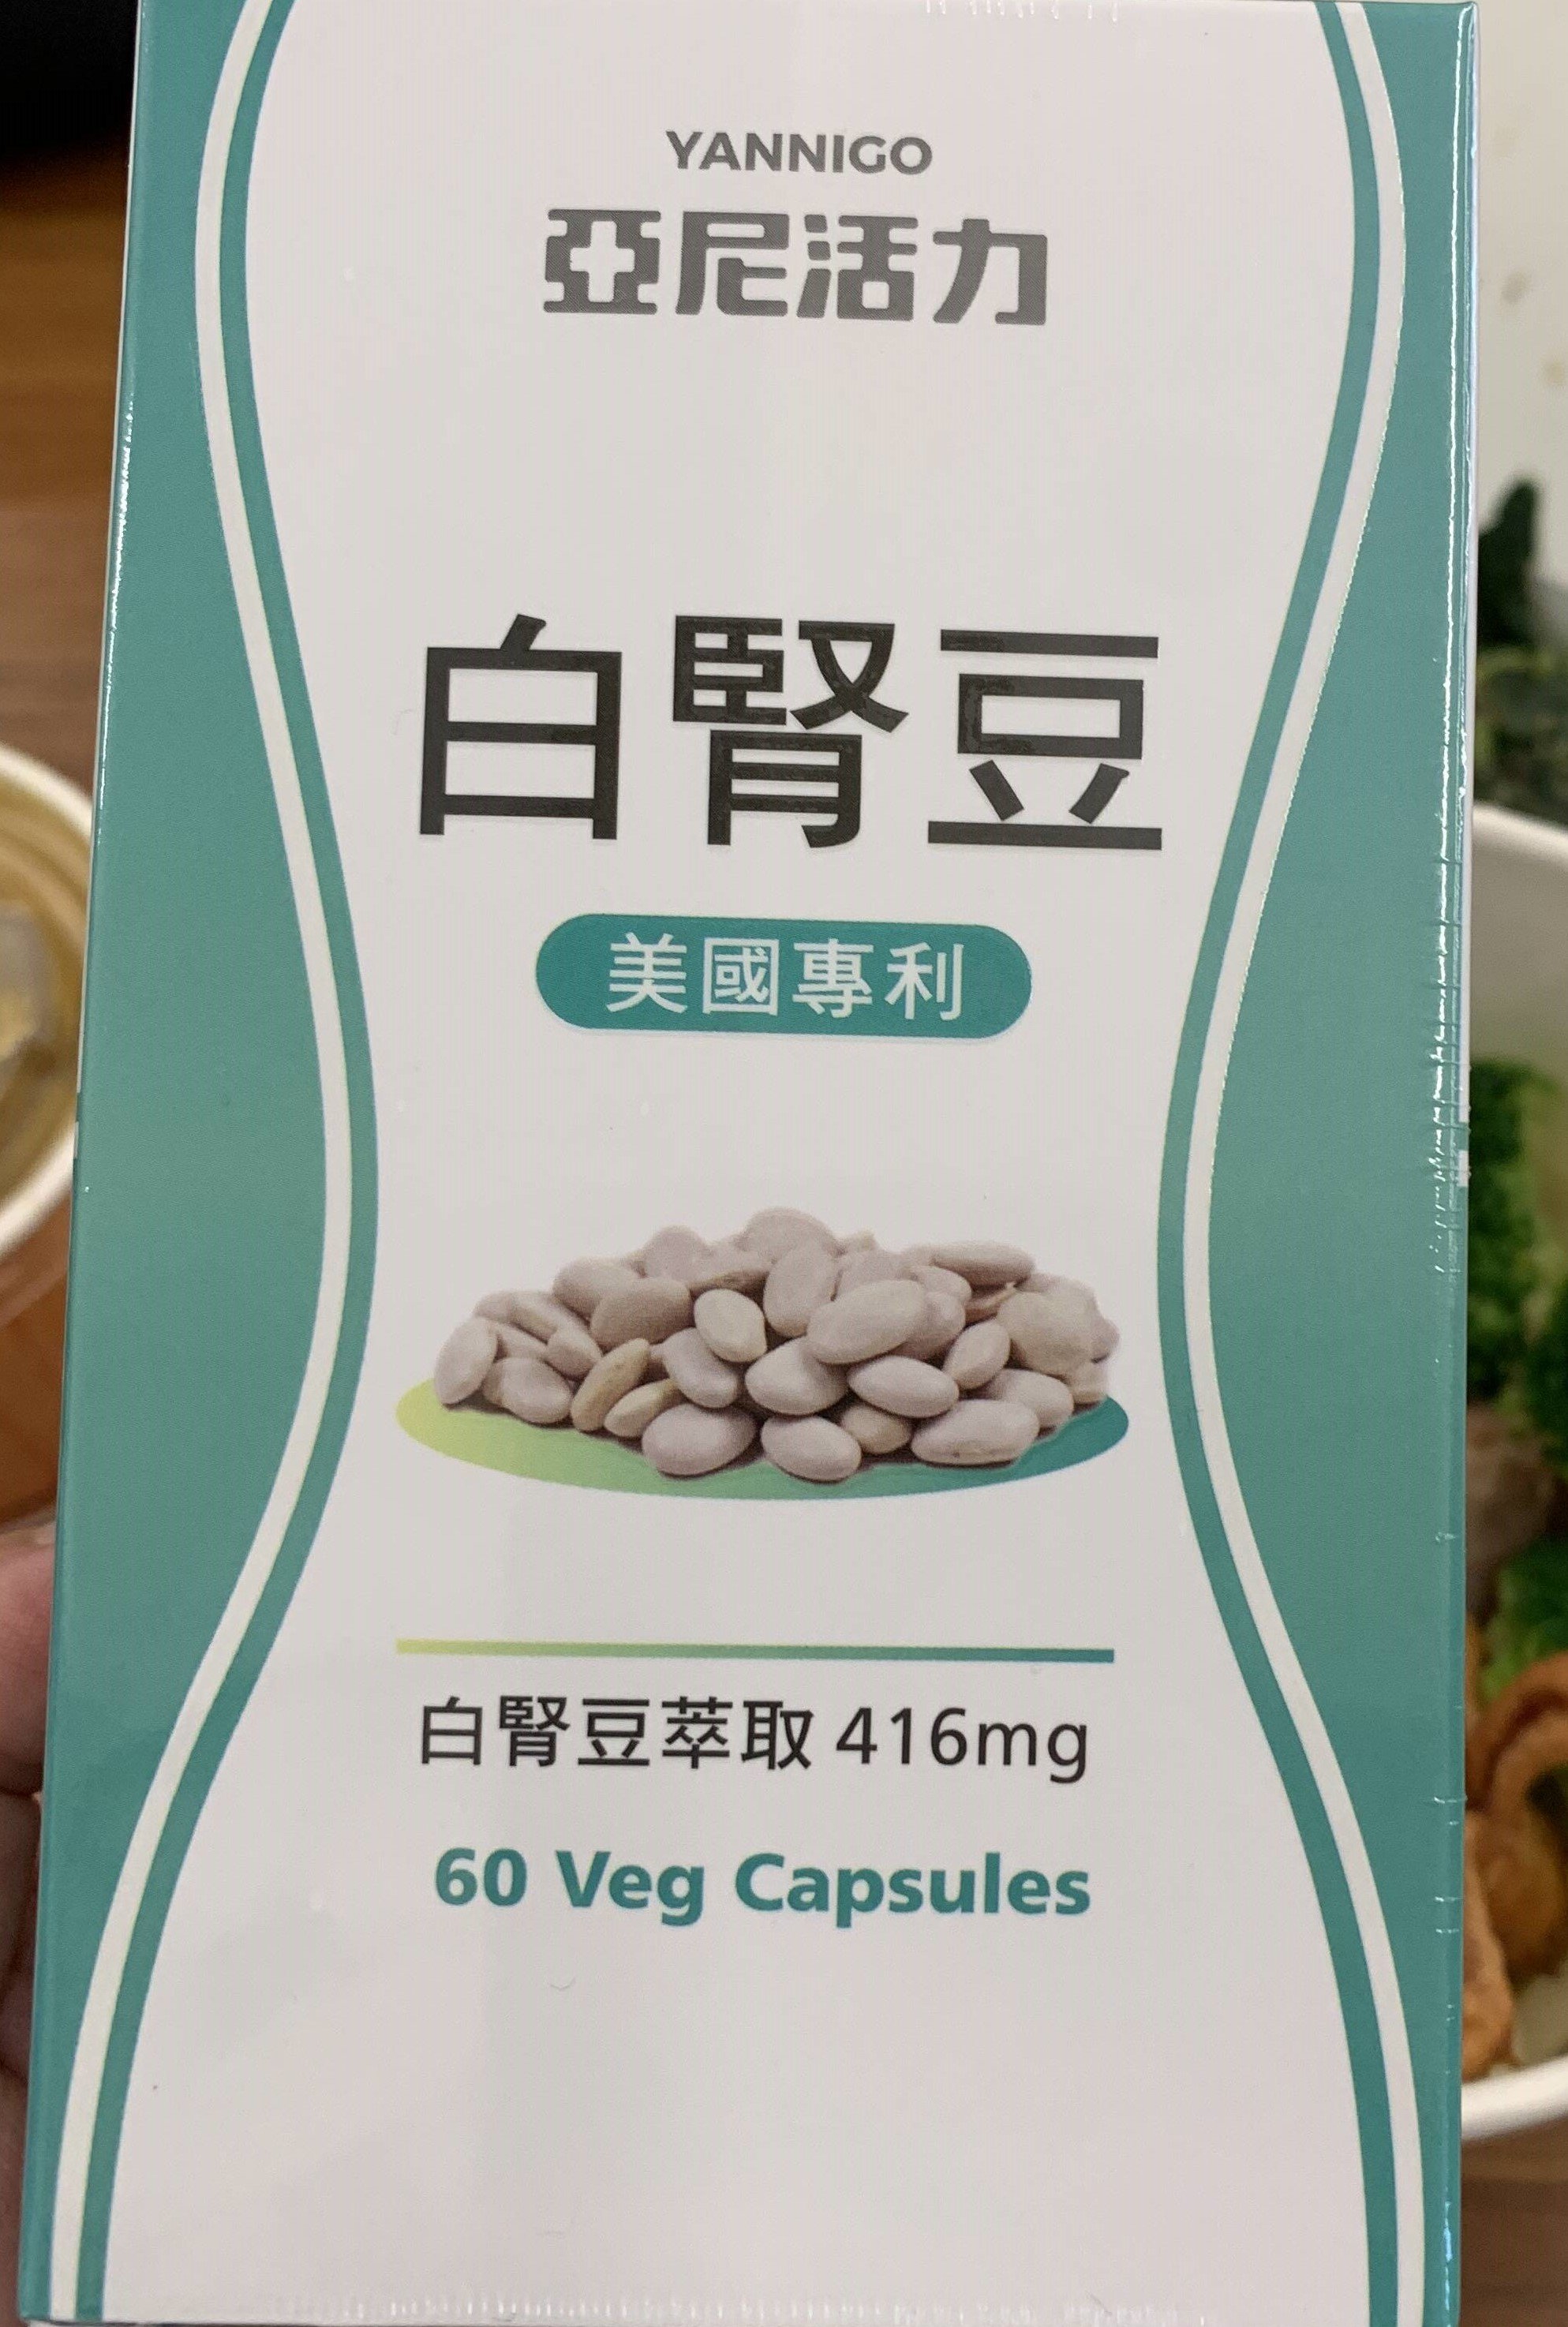 YANNIGO
亞尼活力
白腎豆
美國專利
白腎豆萃取 416mg
60 Veg Capsules